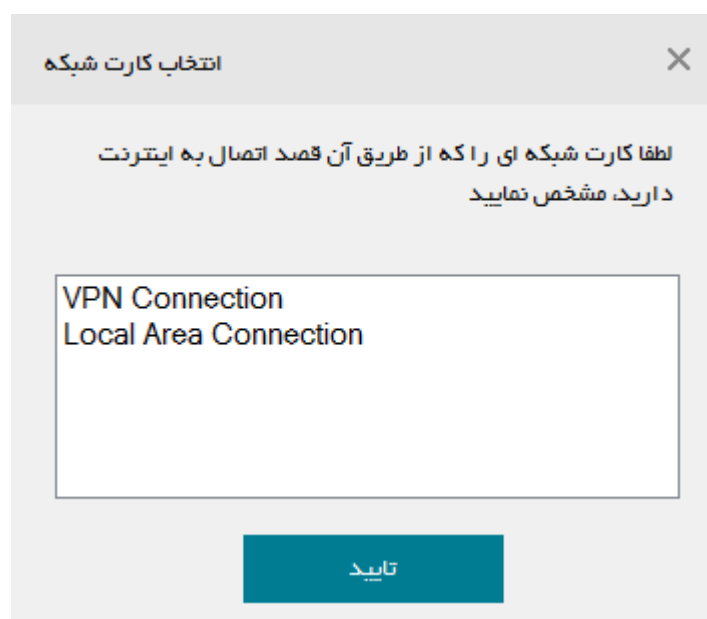 انتخاب کارت شبکه
لطفا کارت شبکه ای را که از طریق آن قصد اتصال به اینترنت
دارید، مشخص نمایید
VPN Connection
Local Area Connection
تایید